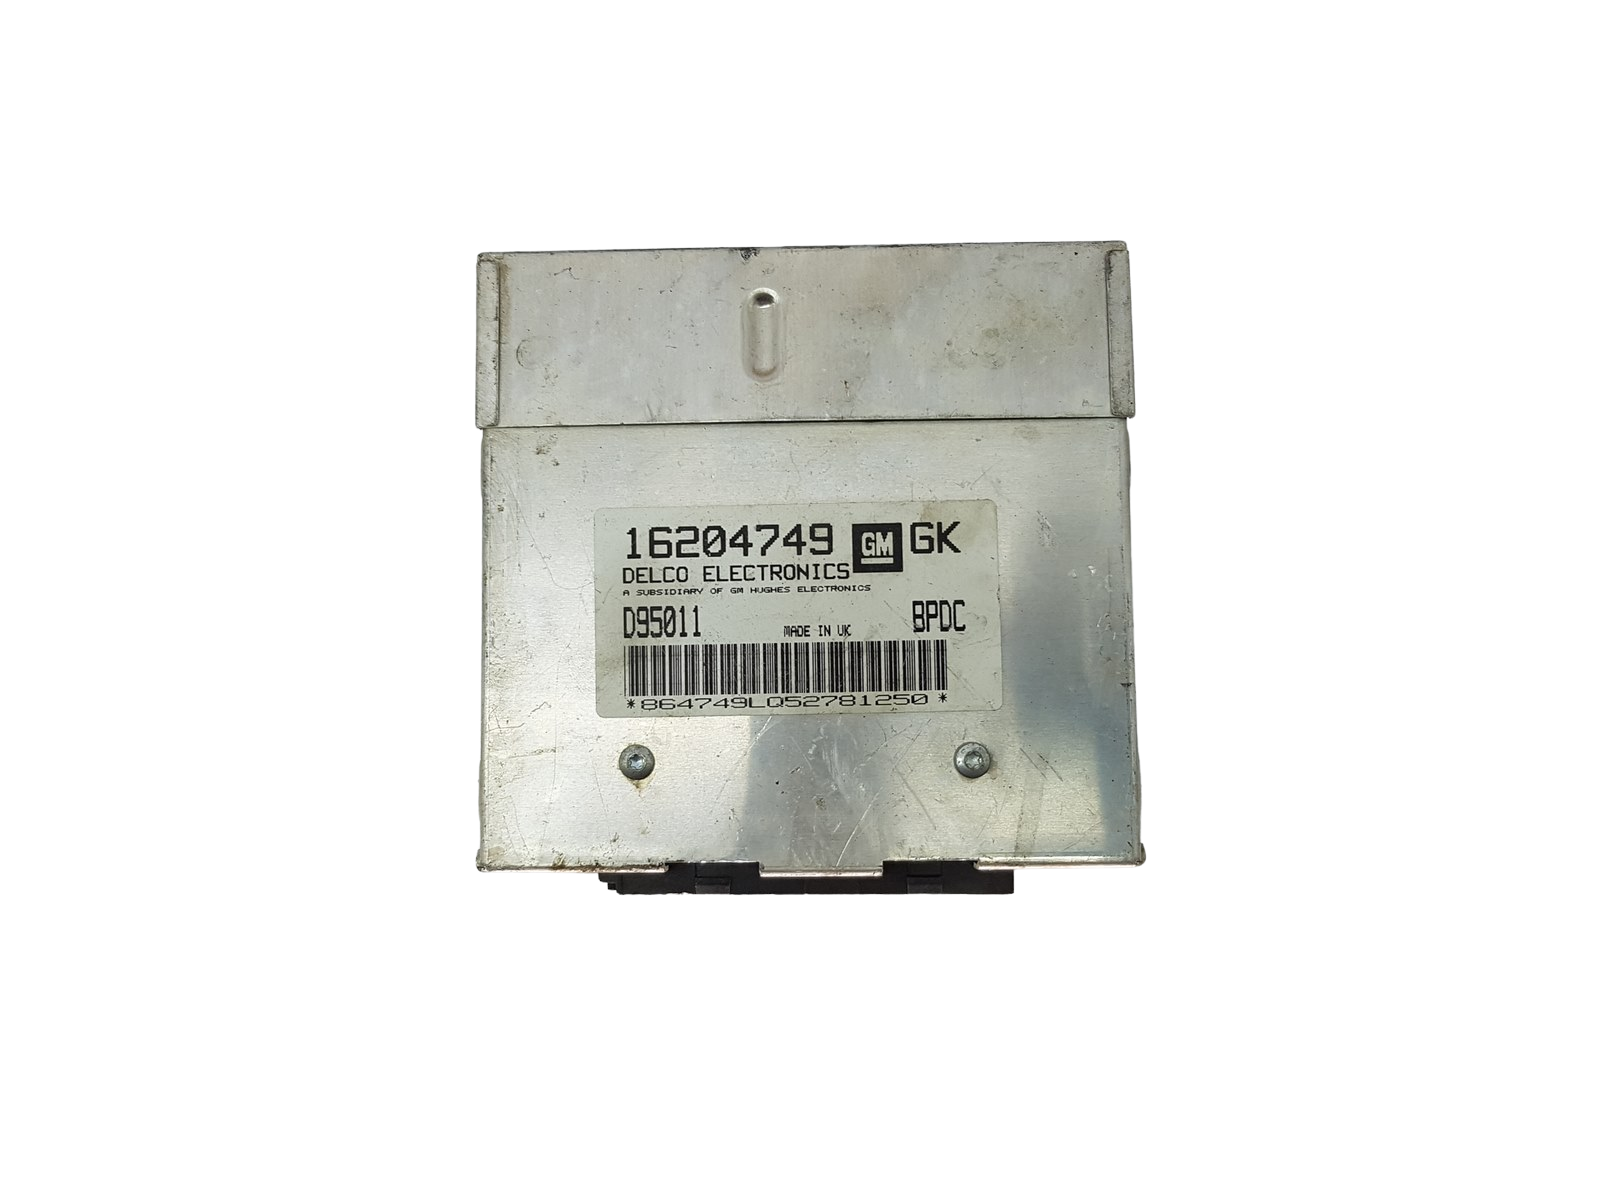 16204749 GM GK
DELCO ELECTRONICS
A SUBSIDIARY OF GM HUGHES ELECTRONICS
D95011 MADE IN UK BPDC
*864749LQ52781250*